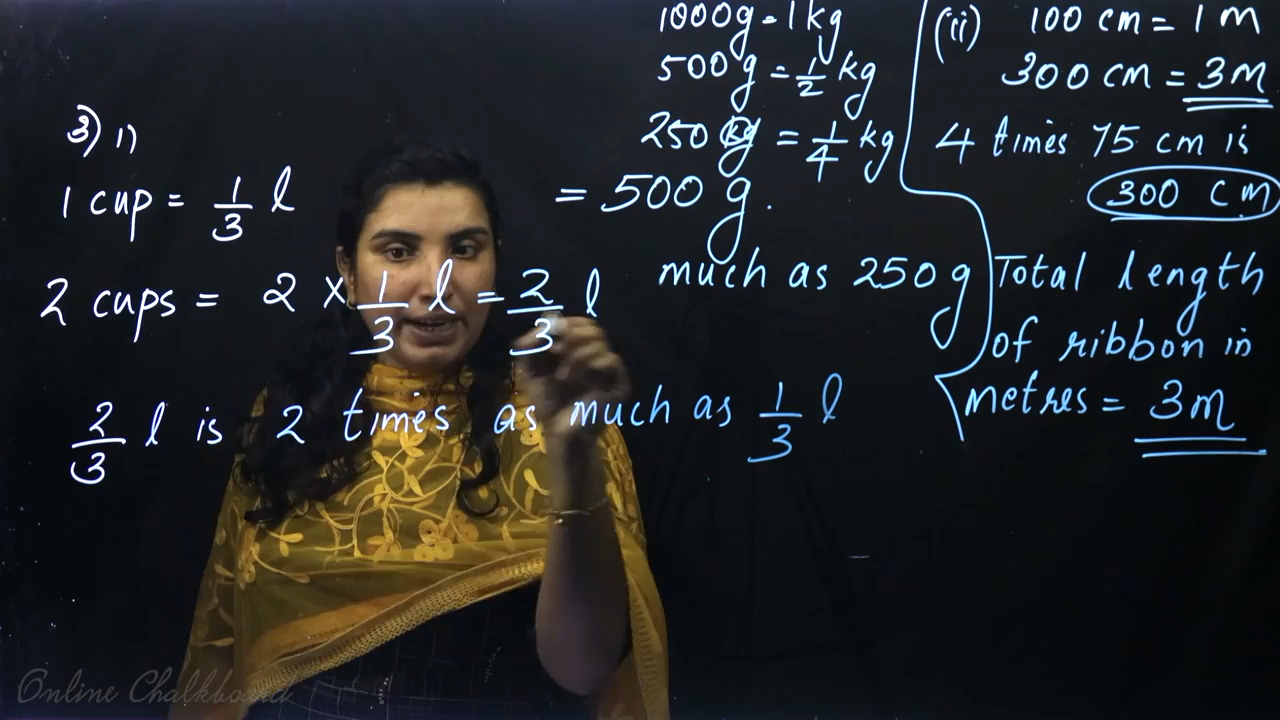 1000g = 1kg
500g = 1/2 kg
250 kg = 1/4 kg
= 500g.
much as 250g
(ii) 100 cm = 1 m
300 cm = 3m
4 times 75 cm is
300 cm
Total length
of ribbon in
metres = 3m
3) i)
1 cup = 1/3 l
2 cups = 2 × 1/3 l = 2/3 l
2/3 l is 2 times as much as 1/3 l
Online Chalkboard